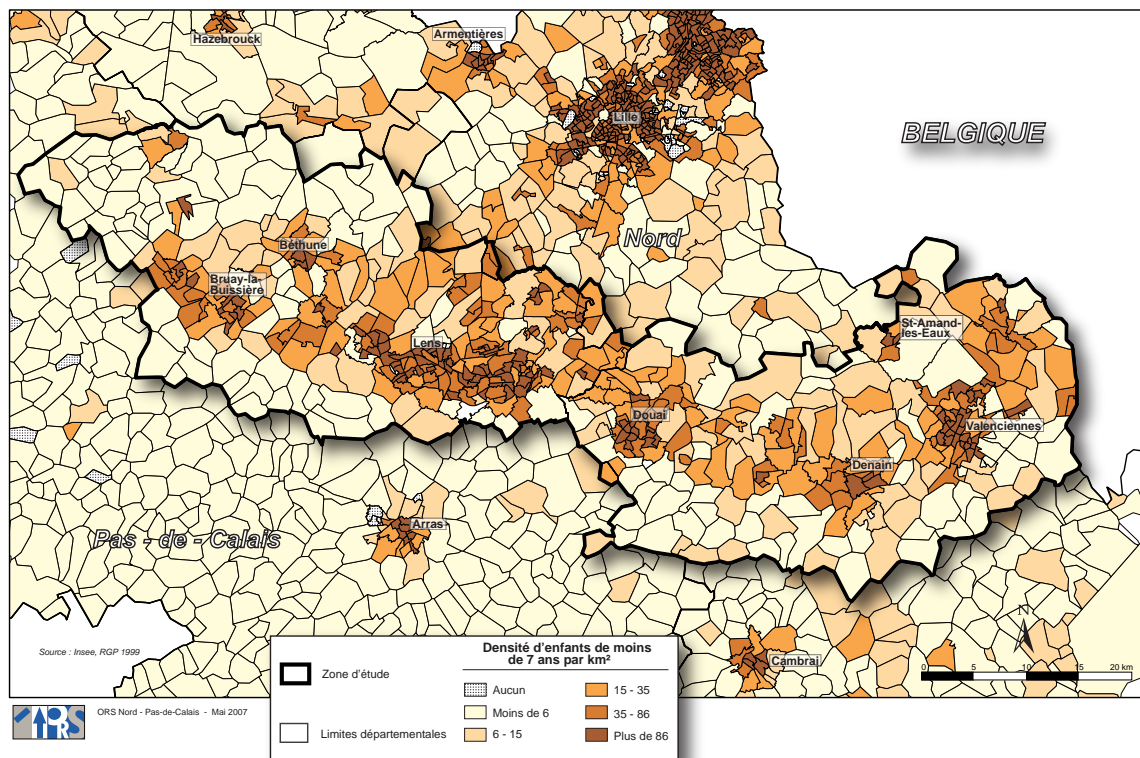 Hazebrouck
Armentières
Lille
BELGIQUE
Nord
Béthune
Bruay-la-
Buissière
Lens
St-Amand-
les-Eaux
Douai
Valenciennes
Denain
Arras
Pas - de - Calais
Cambrai
N
0 5 10 15 20 km
Source : Insee, RGP 1999
Zone d'étude
Limites départementales
Densité d'enfants de moins
de 7 ans par km²
Aucun
Moins de 6
6 - 15
15 - 35
35 - 86
Plus de 86
ORS
ORS Nord - Pas-de-Calais - Mai 2007